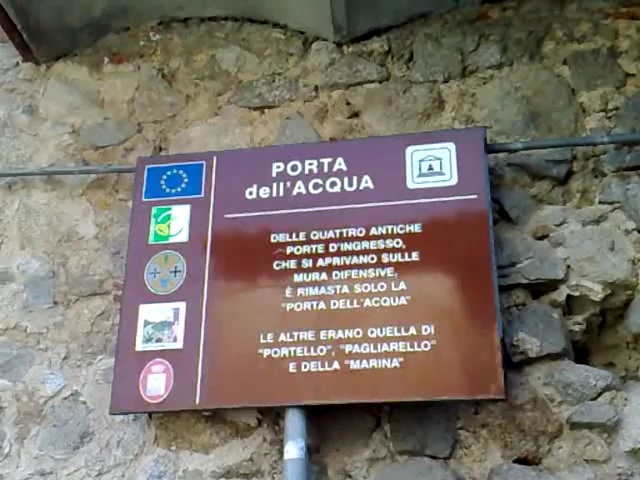 PORTA
dell'ACQUA
DELLE QUATTRO ANTICHE
PORTE D'INGRESSO,
CHE SI APRIVANO SULLE
MURA DIFENSIVE,
È RIMASTA SOLO LA
"PORTA DELL'ACQUA"
LE ALTRE ERANO QUELLA DI
"PORTELLO", "PAGLIARELLO"
E DELLA "MARINA"